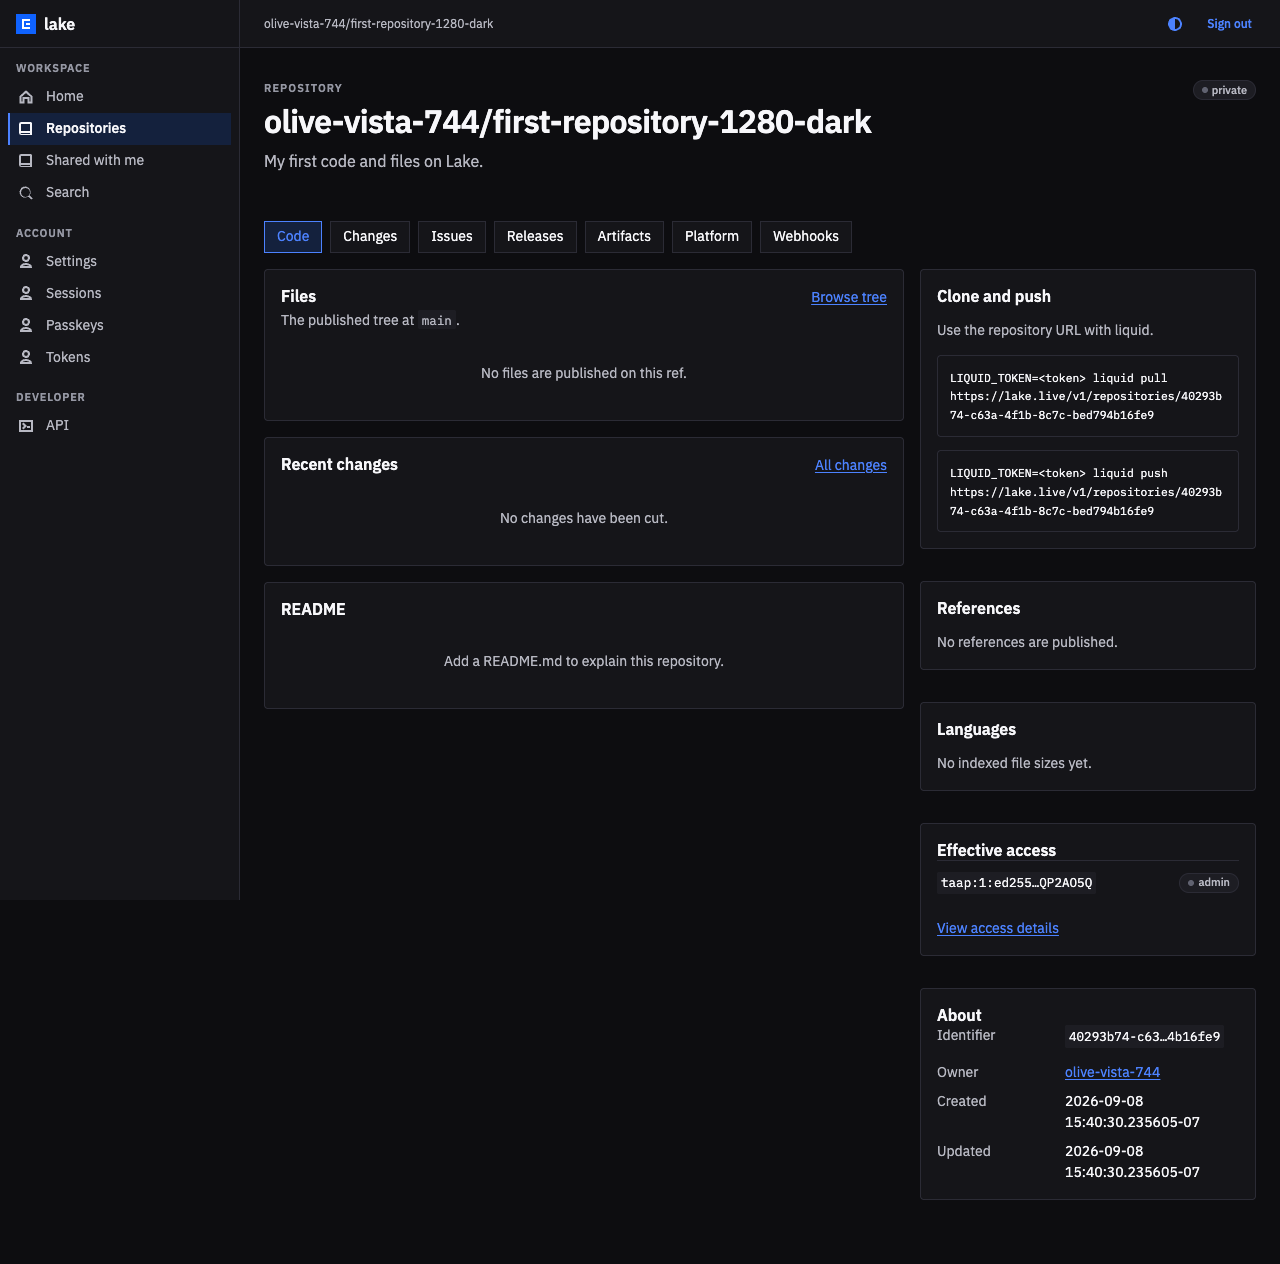 lake
olive-vista-744/first-repository-1280-dark
Sign out
WORKSPACE
Home
Repositories
Shared with me
Search
ACCOUNT
Settings
Sessions
Passkeys
Tokens
DEVELOPER
API
REPOSITORY
private
olive-vista-744/first-repository-1280-dark
My first code and files on Lake.
Code Changes Issues Releases Artifacts Platform Webhooks
Files
Browse tree
The published tree at main.
No files are published on this ref.
Recent changes
All changes
No changes have been cut.
README
Add a README.md to explain this repository.
Clone and push
Use the repository URL with liquid.
LIQUID_TOKEN=<token> liquid pull
https://lake.live/v1/repositories/40293b
74-c63a-4f1b-8c7c-bed794b16fe9
LIQUID_TOKEN=<token> liquid push
https://lake.live/v1/repositories/40293b
74-c63a-4f1b-8c7c-bed794b16fe9
References
No references are published.
Languages
No indexed file sizes yet.
Effective access
taap:1:ed255…QP2AO5Q
admin
View access details
About
Identifier 40293b74-c63…4b16fe9
Owner olive-vista-744
Created 2026-09-08
15:40:30.235605-07
Updated 2026-09-08
15:40:30.235605-07